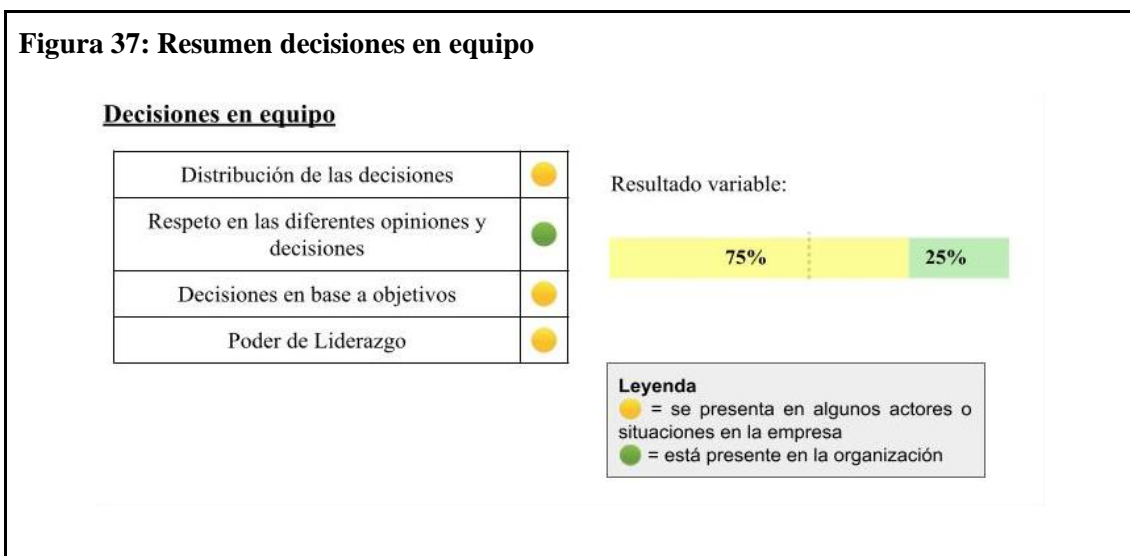 Figura 37: Resumen decisiones en equipo
Decisiones en equipo
Distribución de las decisiones
Respeto en las diferentes opiniones y
decisiones
Decisiones en base a objetivos
Poder de Liderazgo
Resultado variable:
75% 25%
Leyenda
= se presenta en algunos actores o
situaciones en la empresa
= está presente en la organización